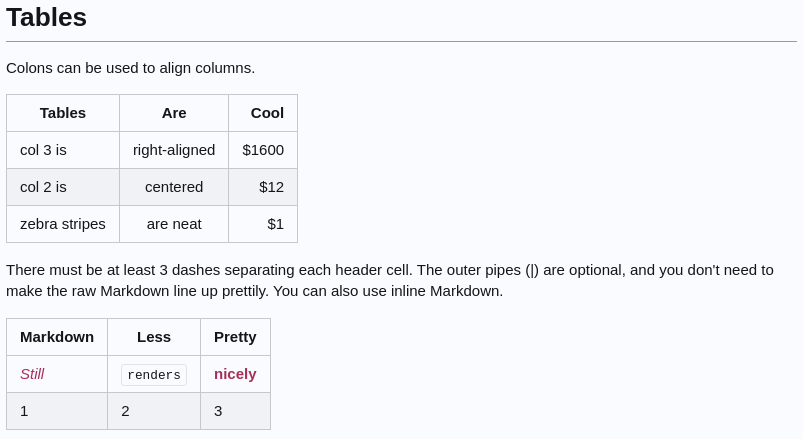 Tables
Colons can be used to align columns.
Tables Are Cool
col 3 is right-aligned $1600
col 2 is centered $12
zebra stripes are neat $1
There must be at least 3 dashes separating each header cell. The outer pipes (|) are optional, and you don't need to
make the raw Markdown line up prettily. You can also use inline Markdown.
Markdown Less Pretty
Still renders nicely
1 2 3